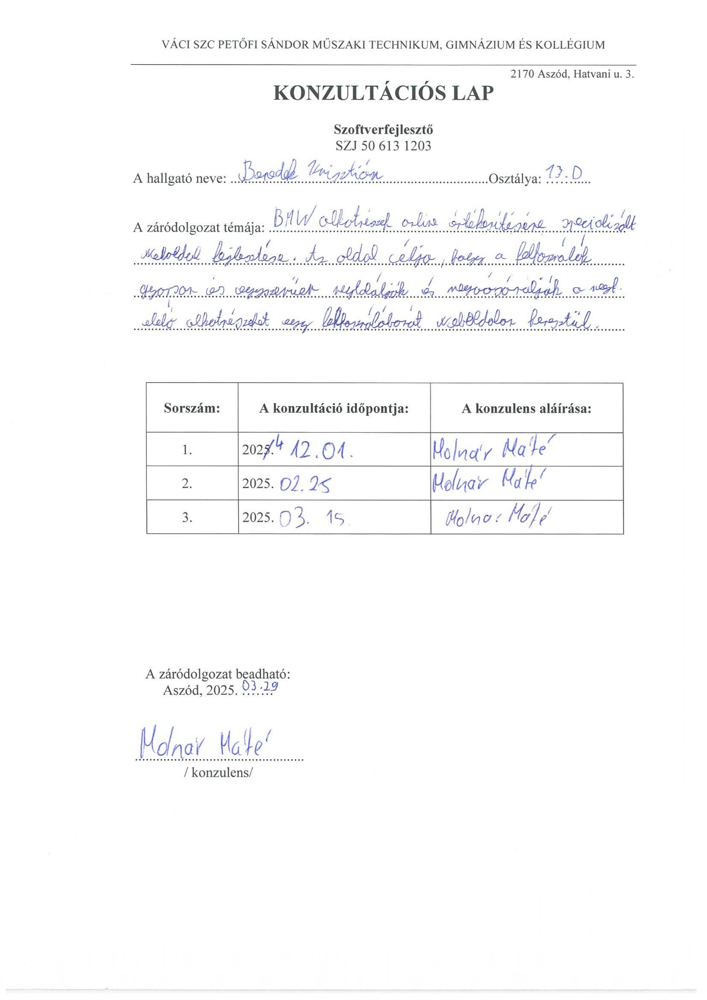 VÁCI SZC PETŐFI SÁNDOR MŰSZAKI TECHNIKUM, GIMNÁZIUM ÉS KOLLÉGIUM
2170 Aszód, Hatvani u. 3.
KONZULTÁCIÓS LAP
Szoftverfejlesztő
SZJ 50 613 1203
A hallgató neve: Benedek Krisztián Osztálya: 13.D
A záródolgozat témája: BMW alkatrészek online értékesítésére specializált
weboldal fejlesztése. Az oldal célja, hogy a felhasználók
gyorsan és egyszerűen megtalálják és megvásárolják a megf.
elelő alkatrészeket egy felhasználóbarát weboldalon keresztül.
Sorszám: A konzultáció időpontja: A konzulens aláírása:
1. 2024 12.01. Molnár Máté
2. 2025. 02.25 Molnár Máté
3. 2025. 03. 15. Molnár Máté
A záródolgozat beadható:
Aszód, 2025. 03.29
Molnár Máté
/ konzulens/